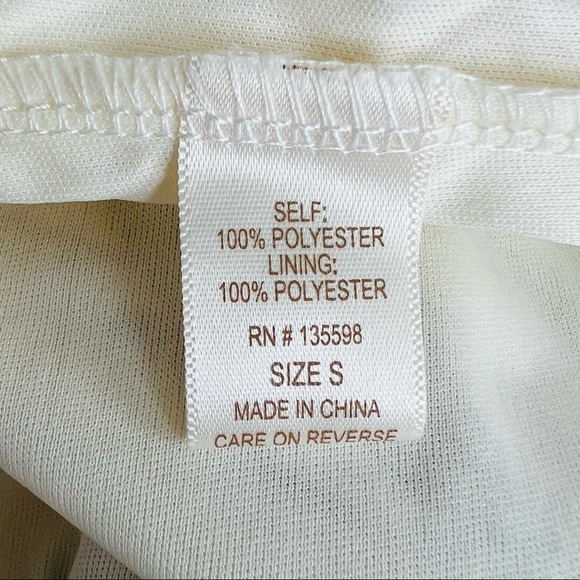 SELF:
100% POLYESTER
LINING:
100% POLYESTER
RN # 135598
SIZE S
MADE IN CHINA
CARE ON REVERSE